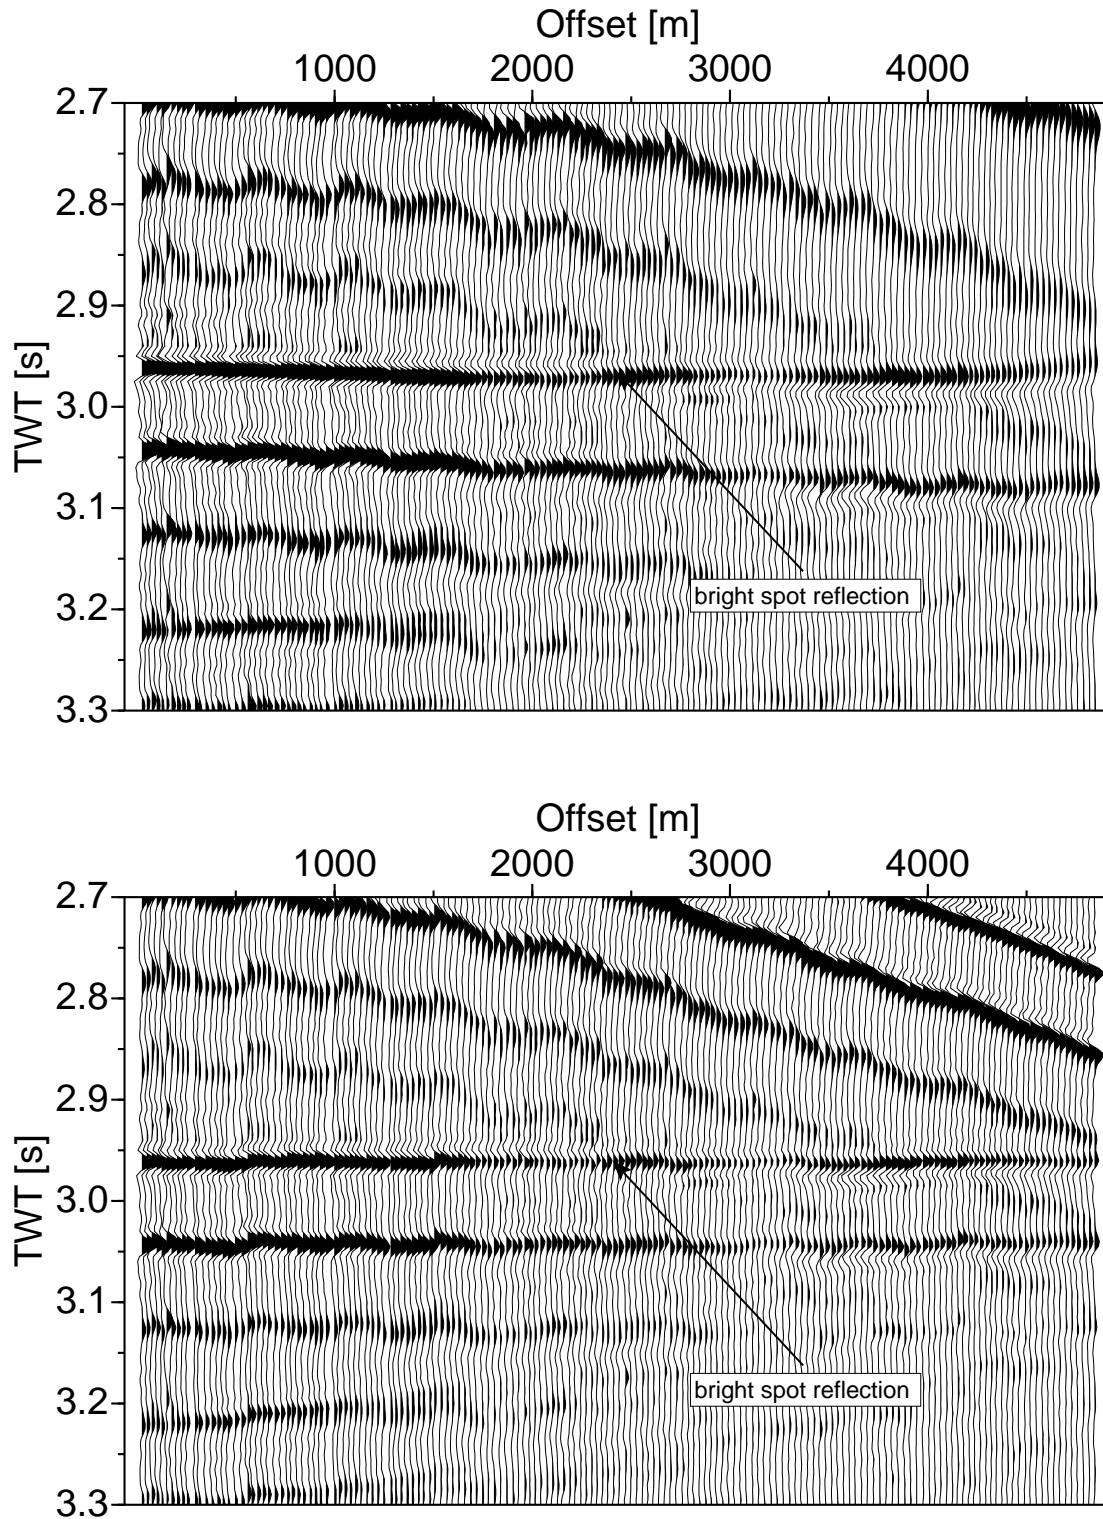 Offset [m]
1000 2000 3000 4000
2.7
2.8
2.9
3.0
3.1
3.2
3.3
TWT [s]
bright spot reflection
Offset [m]
1000 2000 3000 4000
2.7
2.8
2.9
3.0
3.1
3.2
3.3
TWT [s]
bright spot reflection